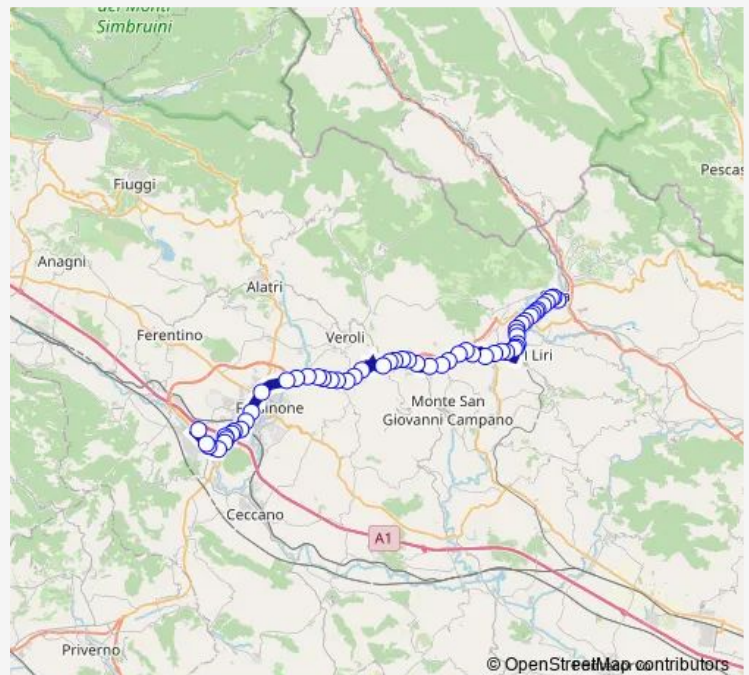 dei Monti
Simbruini
Fiuggi
Pescas
Anagni
Alatri
Ferentino
Veroli
Liri
Monte San
Giovanni Campano
Ceccano
A1
Priverno
© OpenStreetMap contributors